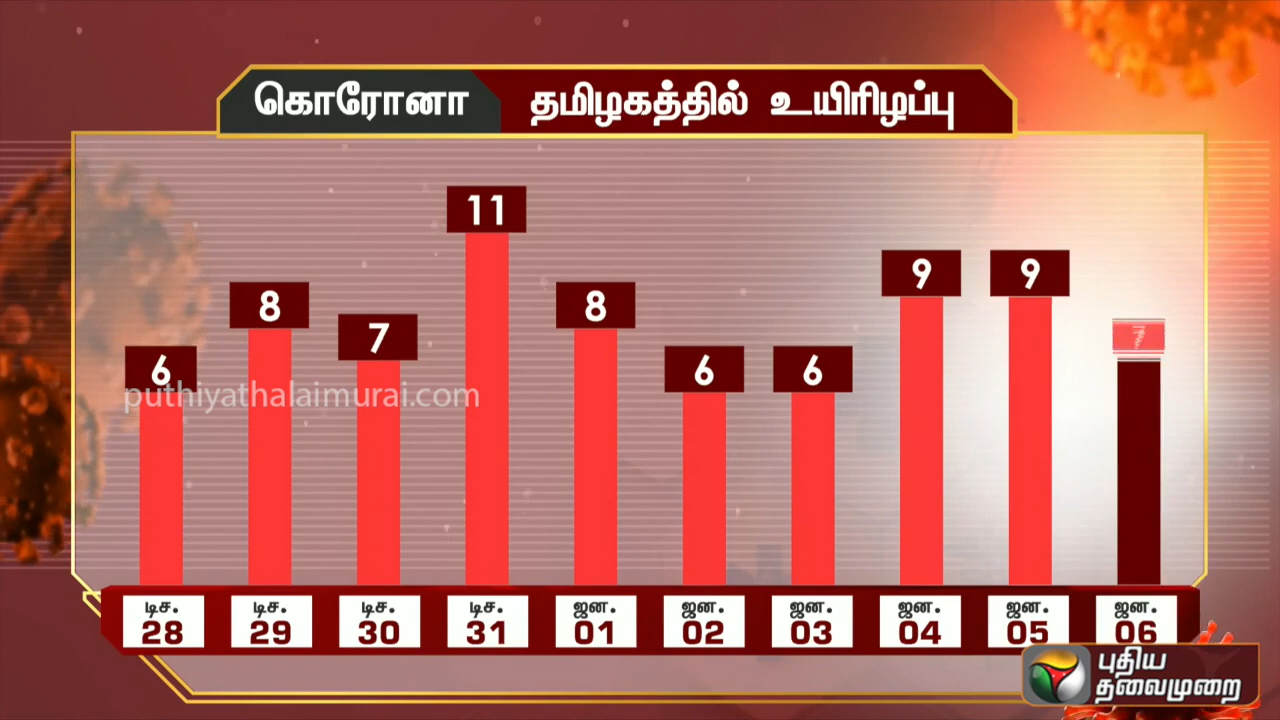 கொரோனா தமிழகத்தில் உயிரிழப்பு
11
9 9
8 8
7 7
6 6 6
puthiyathalaimurai.com
டிச. டிச. டிச. டிச. ஜன. ஜன. ஜன. ஜன. ஜன. ஜன.
28 29 30 31 01 02 03 04 05 06
புதிய
தலைமுறை